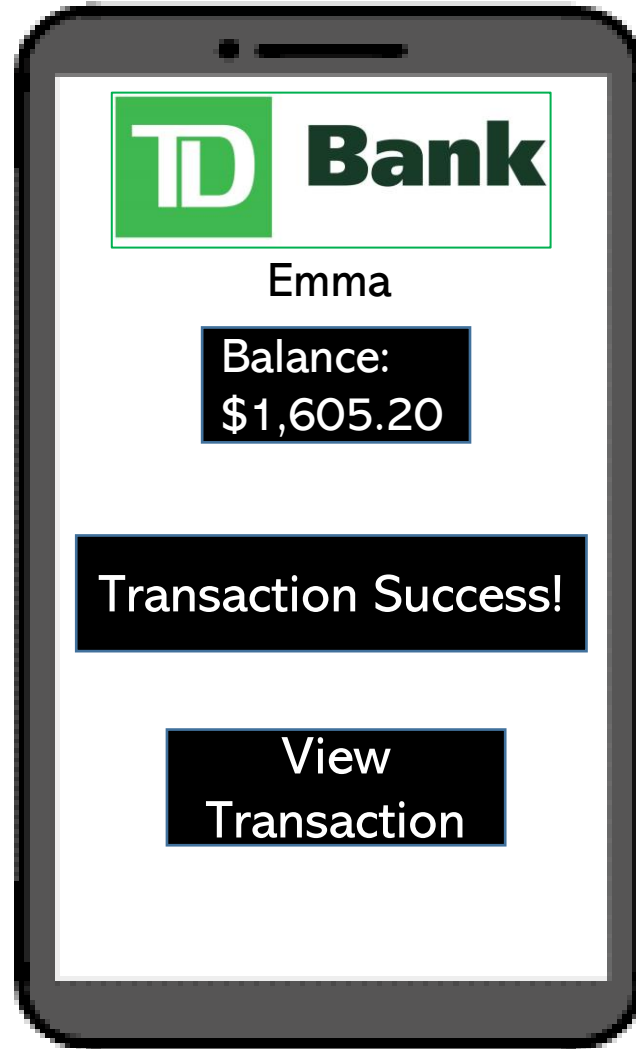 TD Bank
Emma
Balance:
$1,605.20
Transaction Success!
View
Transaction